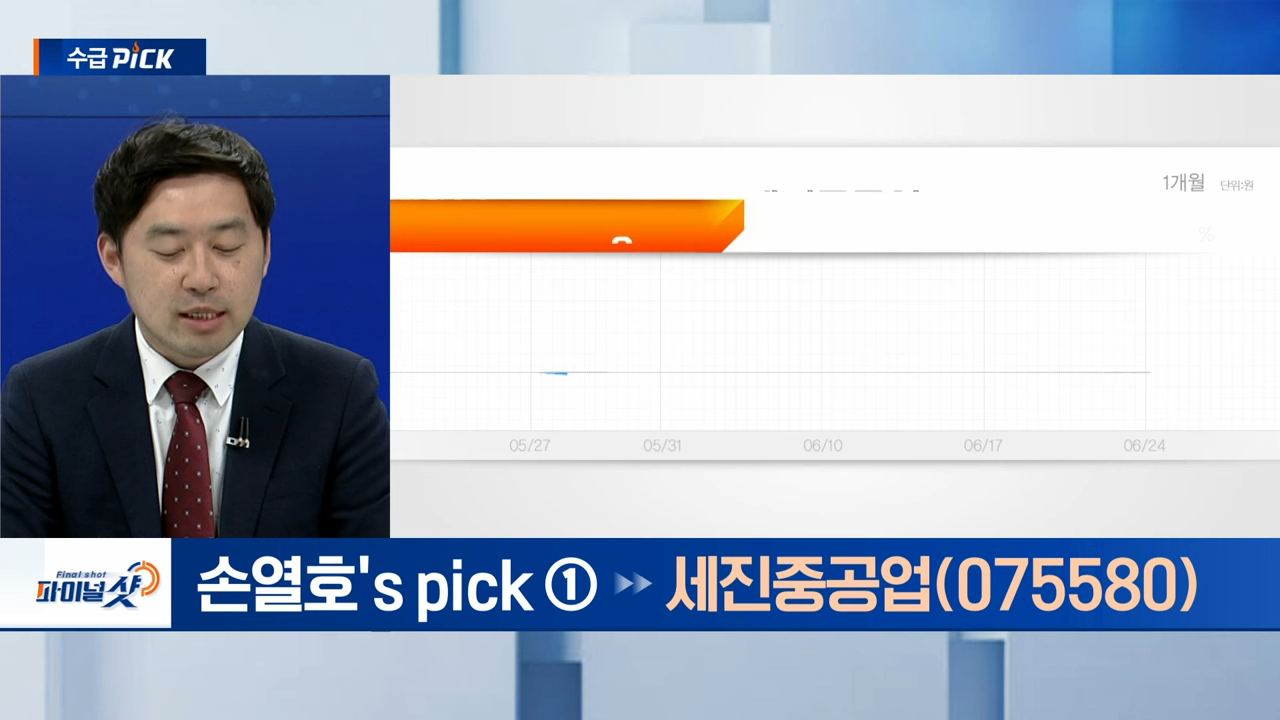 수급 PICK
1개월 단위:원
%
05/27 05/31 06/10 06/17 06/24
Final shot
파이널샷
손열호's pick ① 세진중공업(075580)